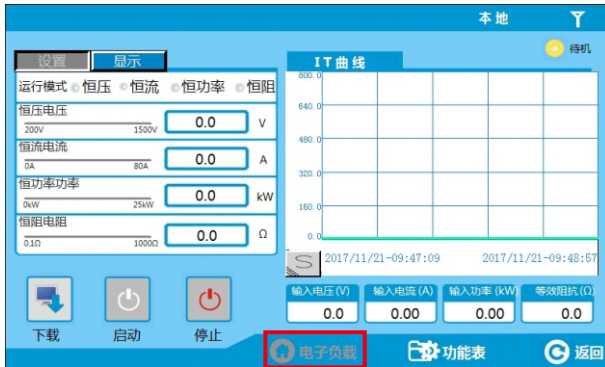 本地
待机
设置 显示
运行模式 恒压 恒流 恒功率 恒阻
恒压电压
200V 1500V 0.0 V
恒流电流
0A 80A 0.0 A
恒功率功率
0kW 25kW 0.0 kW
恒阻电阻
0.1Ω 1000Ω 0.0 Ω
下载 启动 停止
IT曲线
800.0
640.0
480.0
320.0
160.0
0.0
S 2017/11/21-09:47:09 2017/11/21-09:48:57
输入电压(V) 输入电流(A) 输入功率(kW) 等效阻抗(Ω)
0.0 0.00 0.00 0.0
电子负载 功能表 返回